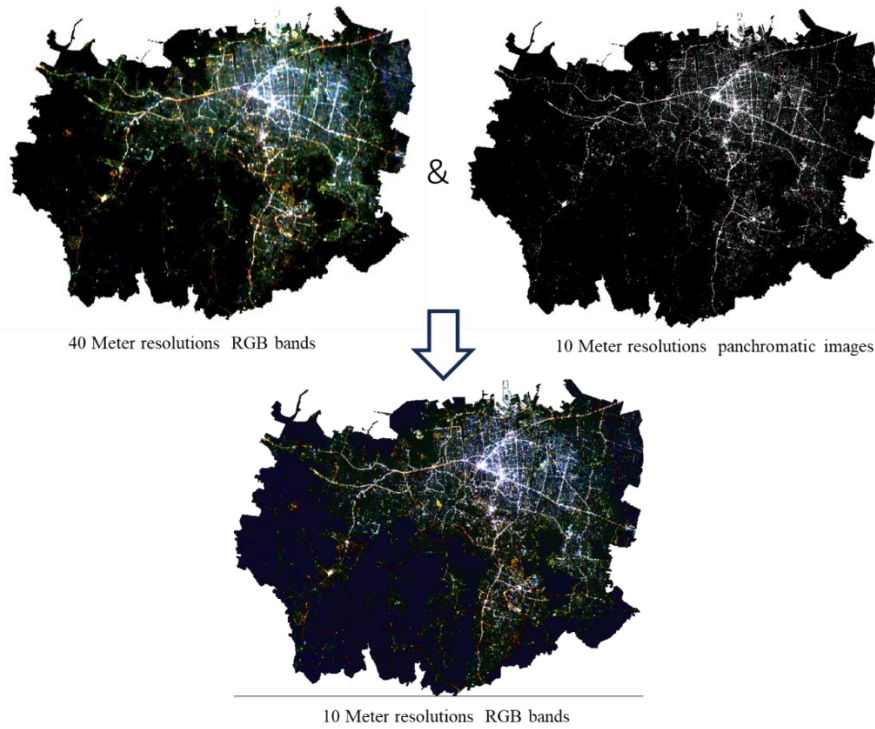 &
40 Meter resolutions RGB bands
10 Meter resolutions panchromatic images
10 Meter resolutions RGB bands